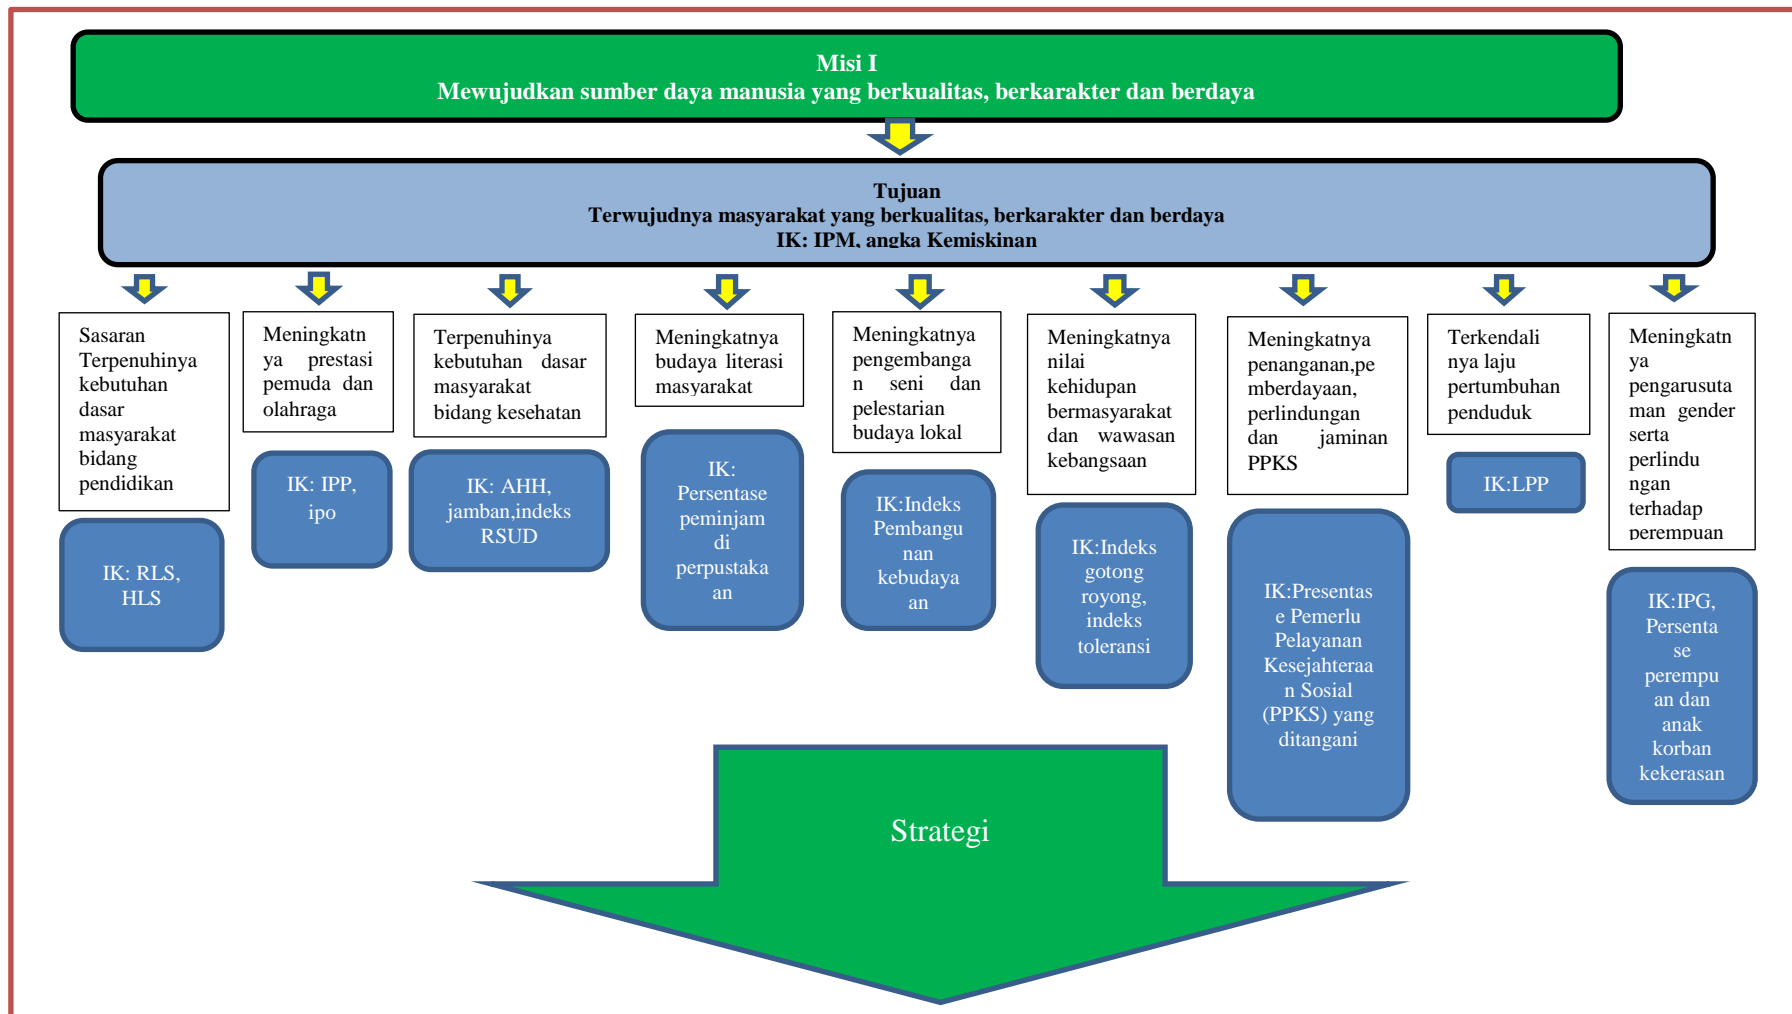 Misi I
Mewujudkan sumber daya manusia yang berkualitas, berkarakter dan berdaya
Tujuan
Terwujudnya masyarakat yang berkualitas, berkarakter dan berdaya
IK: IPM, angka Kemiskinan
Sasaran
Terpenuhinya
kebutuhan
dasar
masyarakat
bidang
pendidikan
IK: RLS,
HLS
Meningkatn
ya prestasi
pemuda dan
olahraga
IK: IPP,
ipo
Terpenuhinya
kebutuhan dasar
masyarakat
bidang kesehatan
IK: AHH,
jamban,indeks
RSUD
Meningkatnya
budaya literasi
masyarakat
IK:
Persentase
peminjam
di
perpustaka
an
Meningkatnya
pengembanga
n seni dan
pelestarian
budaya lokal
IK:Indeks
Pembangu
nan
kebudaya
an
Meningkatnya
nilai
kehidupan
bermasyarakat
dan wawasan
kebangsaan
IK:Indeks
gotong
royong,
indeks
toleransi
Meningkatnya
penanganan,pe
mberdayaan,
perlindungan
dan jaminan
PPKS
IK:Presentas
e Pemerlu
Pelayanan
Kesejahteraa
n Sosial
(PPKS) yang
ditangani
Terkendali
nya laju
pertumbuhan
penduduk
IK:LPP
Meningkatn
ya
pengarusuta
man gender
serta
perlindu
ngan
terhadap
perempuan
IK:IPG,
Persenta
se
perempu
an dan
anak
korban
kekerasan
Strategi